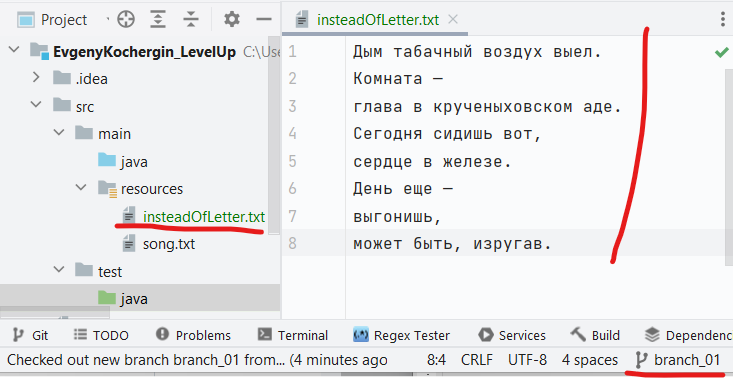 Project
insteadOfLetter.txt
EvgenyKochergin_LevelUp C:\Use
.idea
src
main
java
resources
insteadOfLetter.txt
song.txt
test
java
1 Дым табачный воздух выел.
2 Комната —
3 глава в крученыховском аде.
4 Сегодня сидишь вот,
5 сердце в железе.
6 День еще —
7 выгонишь,
8 может быть, изругав.
Git TODO Problems Terminal Regex Tester Services Build Dependenc
Checked out new branch branch_01 from... (4 minutes ago 8:4 CRLF UTF-8 4 spaces branch_01